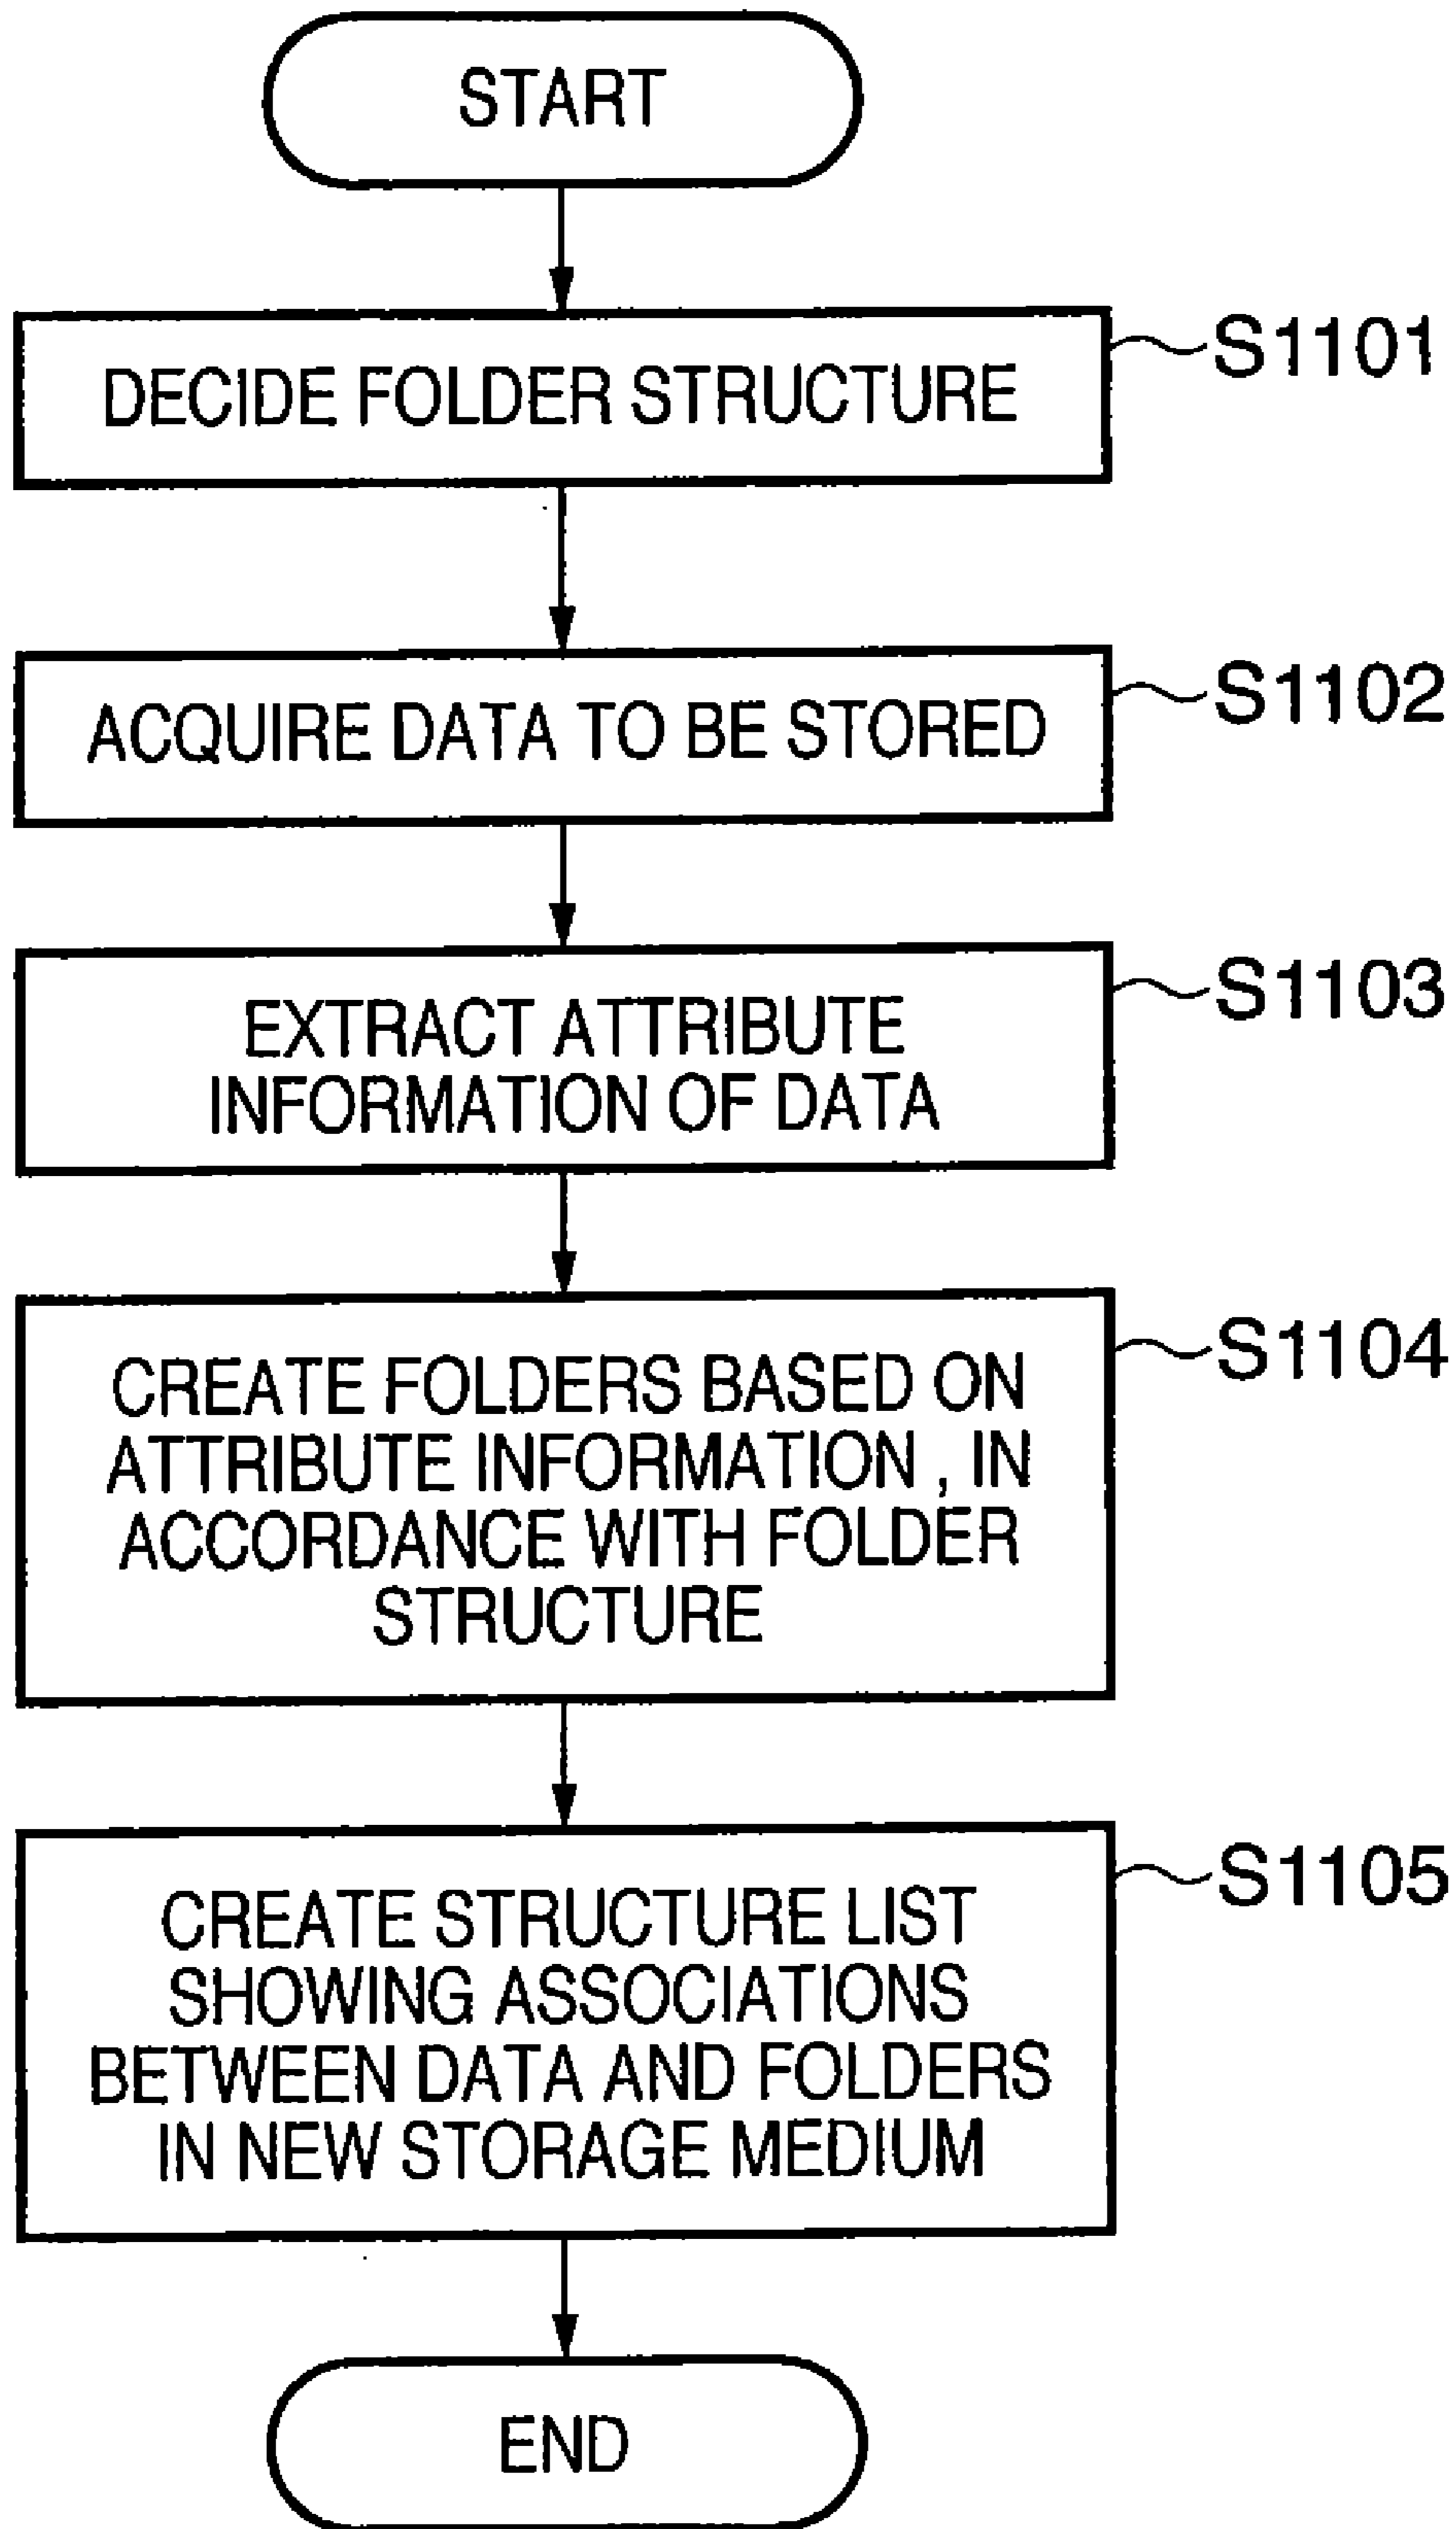 START
DECIDE FOLDER STRUCTURE
S1101
ACQUIRE DATA TO BE STORED
S1102
EXTRACT ATTRIBUTE
INFORMATION OF DATA
S1103
CREATE FOLDERS BASED ON
ATTRIBUTE INFORMATION , IN
ACCORDANCE WITH FOLDER
STRUCTURE
S1104
CREATE STRUCTURE LIST
SHOWING ASSOCIATIONS
BETWEEN DATA AND FOLDERS
IN NEW STORAGE MEDIUM
S1105
END